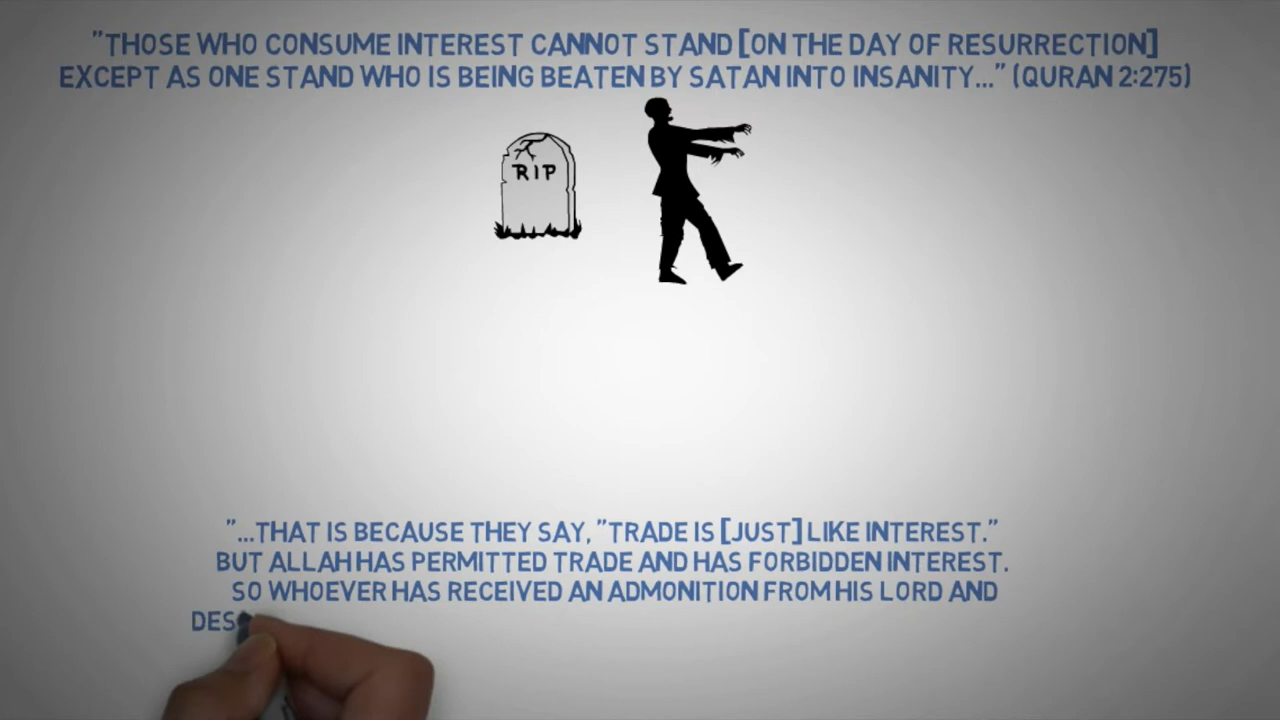 "THOSE WHO CONSUME INTEREST CANNOT STAND [ON THE DAY OF RESURRECTION]
EXCEPT AS ONE STAND WHO IS BEING BEATEN BY SATAN INTO INSANITY..." (QURAN 2:275)
RIP
"...THAT IS BECAUSE THEY SAY, "TRADE IS [JUST] LIKE INTEREST."
BUT ALLAH HAS PERMITTED TRADE AND HAS FORBIDDEN INTEREST.
SO WHOEVER HAS RECEIVED AN ADMONITION FROM HIS LORD AND
DES